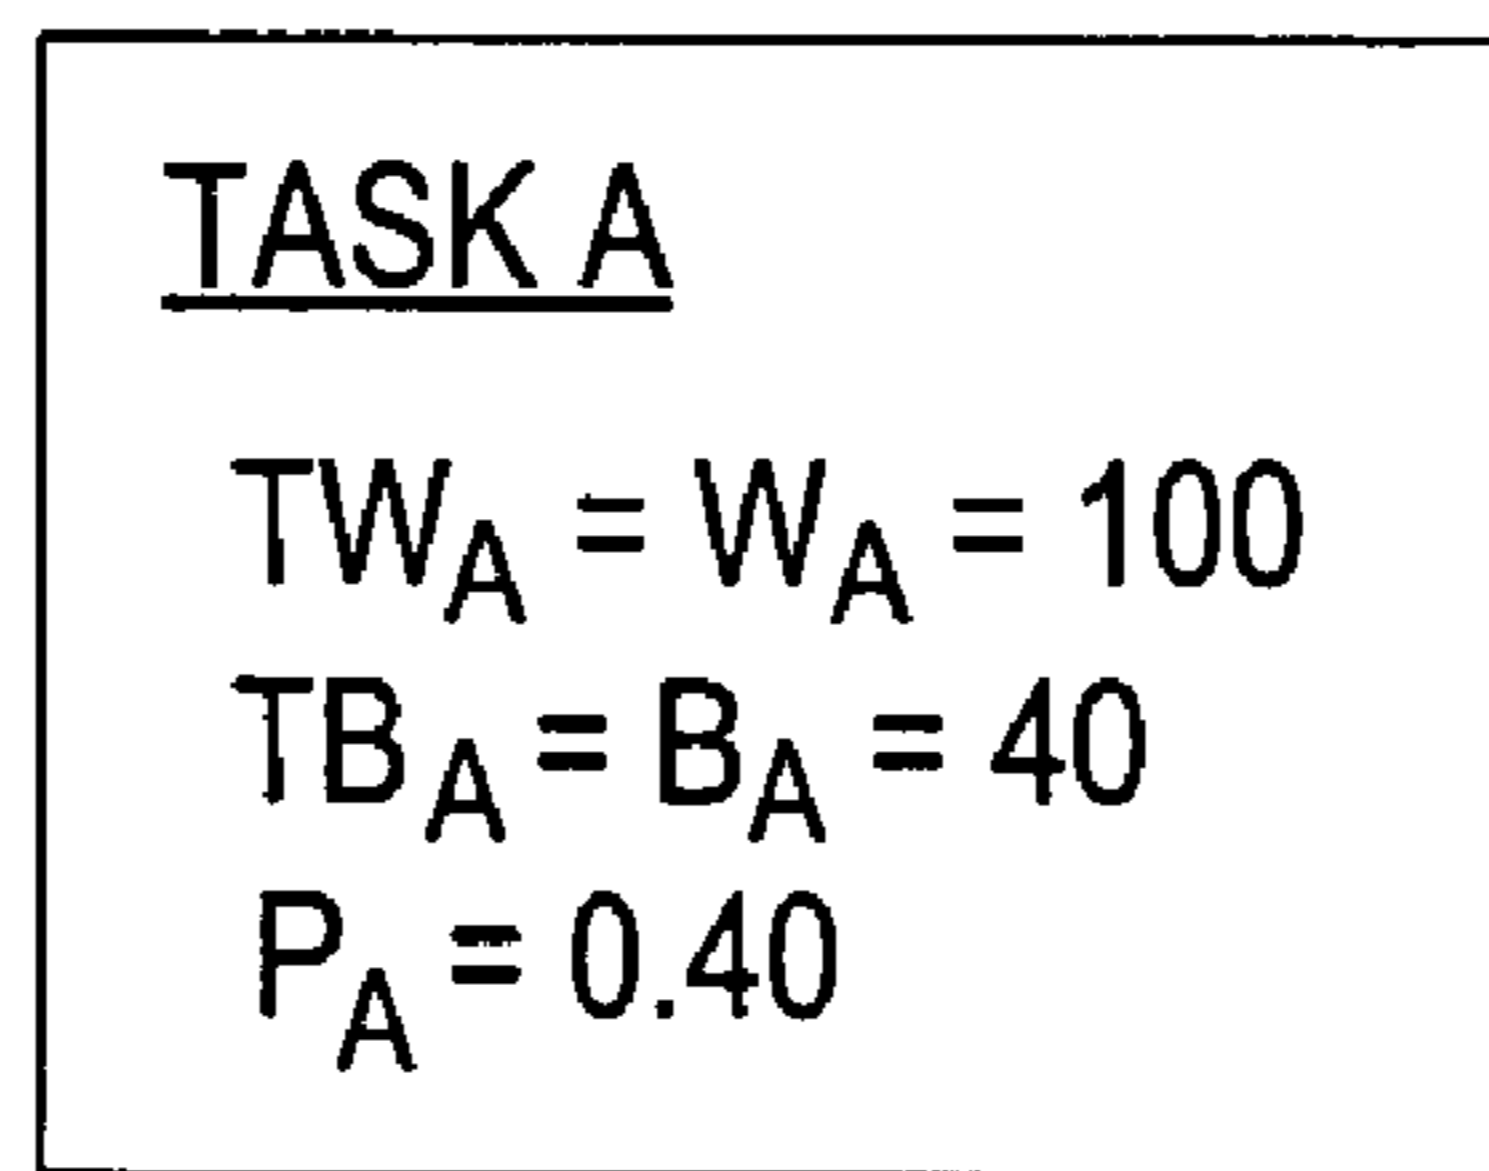 TASK A
TW_A = W_A = 100
TB_A = B_A = 40
P_A = 0.40